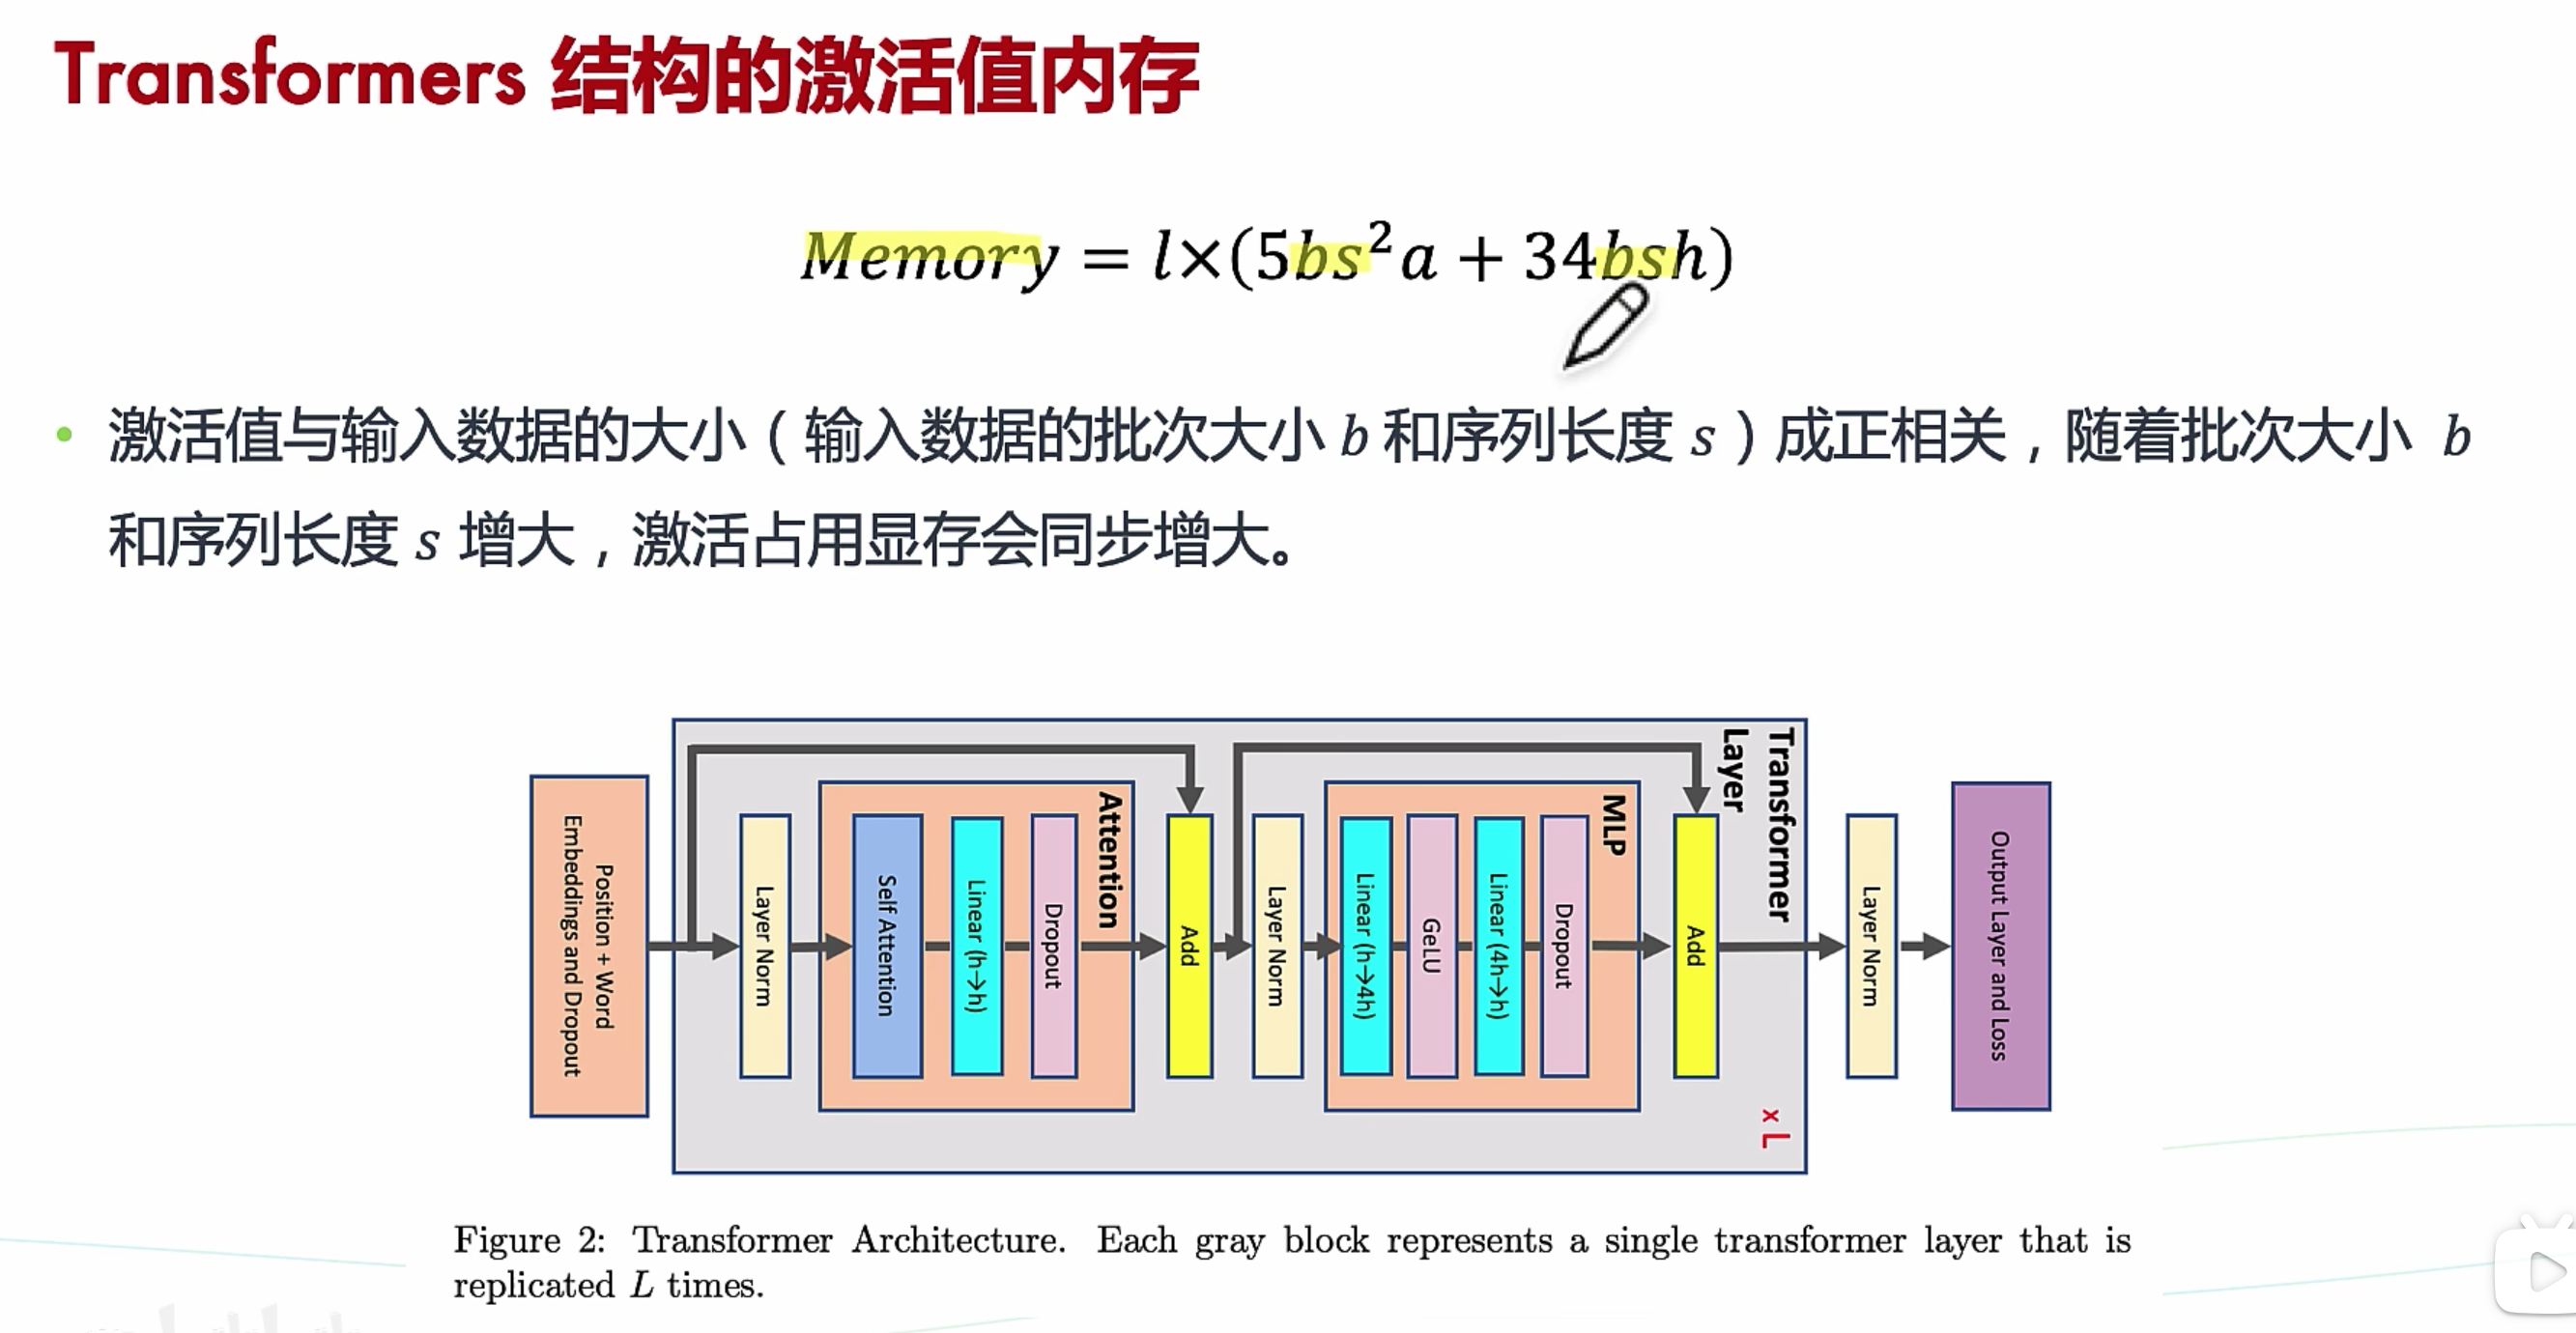 Transformers 结构的激活值内存
Memory = l×(5bs²a + 34bsh)
• 激活值与输入数据的大小（输入数据的批次大小 b 和序列长度 s）成正相关，随着批次大小 b
和序列长度 s 增大，激活占用显存会同步增大。
Position + Word
Embeddings and Dropout
Layer Norm
Self Attention
Linear (h→h)
Dropout
Attention
Add
Layer Norm
Linear (h→4h)
GeLU
Linear (4h→h)
Dropout
MLP
Add
Transformer
Layer
x L
Layer Norm
Output Layer and Loss
Figure 2: Transformer Architecture. Each gray block represents a single transformer layer that is
replicated L times.